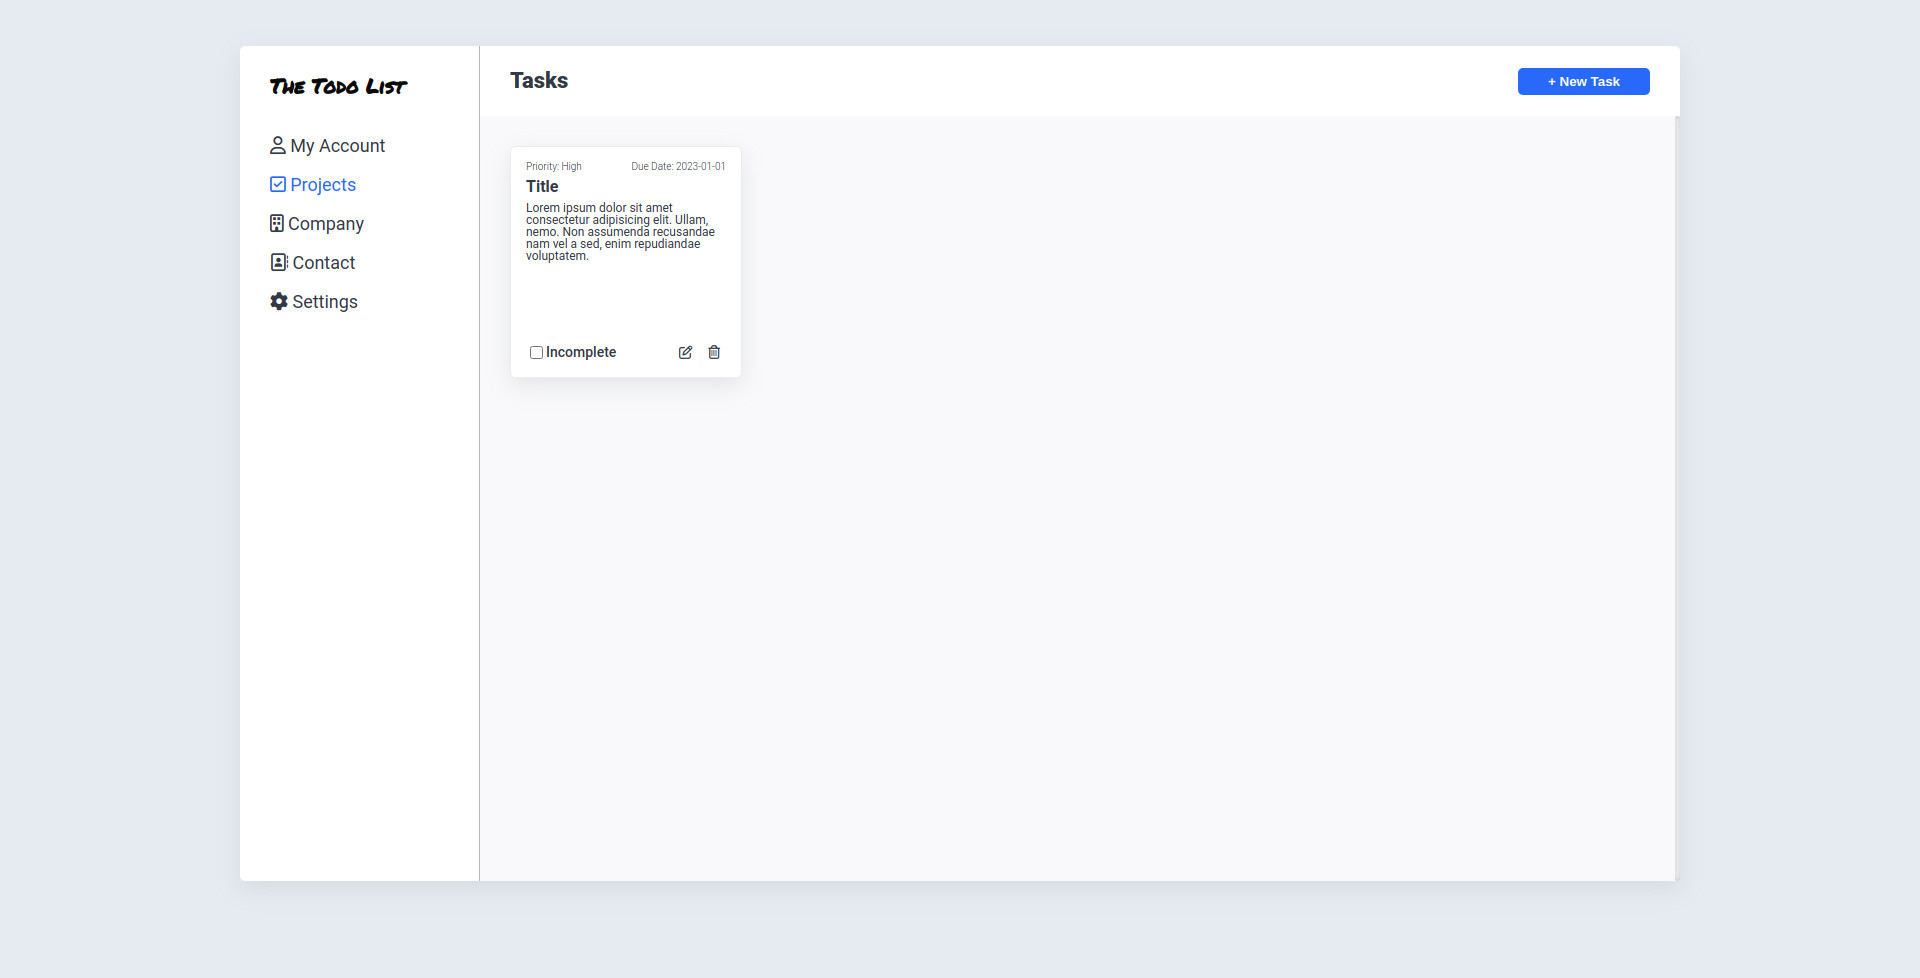 The Todo List
My Account
Projects
Company
Contact
Settings
Tasks
+ New Task
Priority: High
Due Date: 2023-01-01
Title
Lorem ipsum dolor sit amet
consectetur adipisicing elit. Ullam,
nemo. Non assumenda recusandae
nam vel a sed, enim repudiandae
voluptatem.
Incomplete